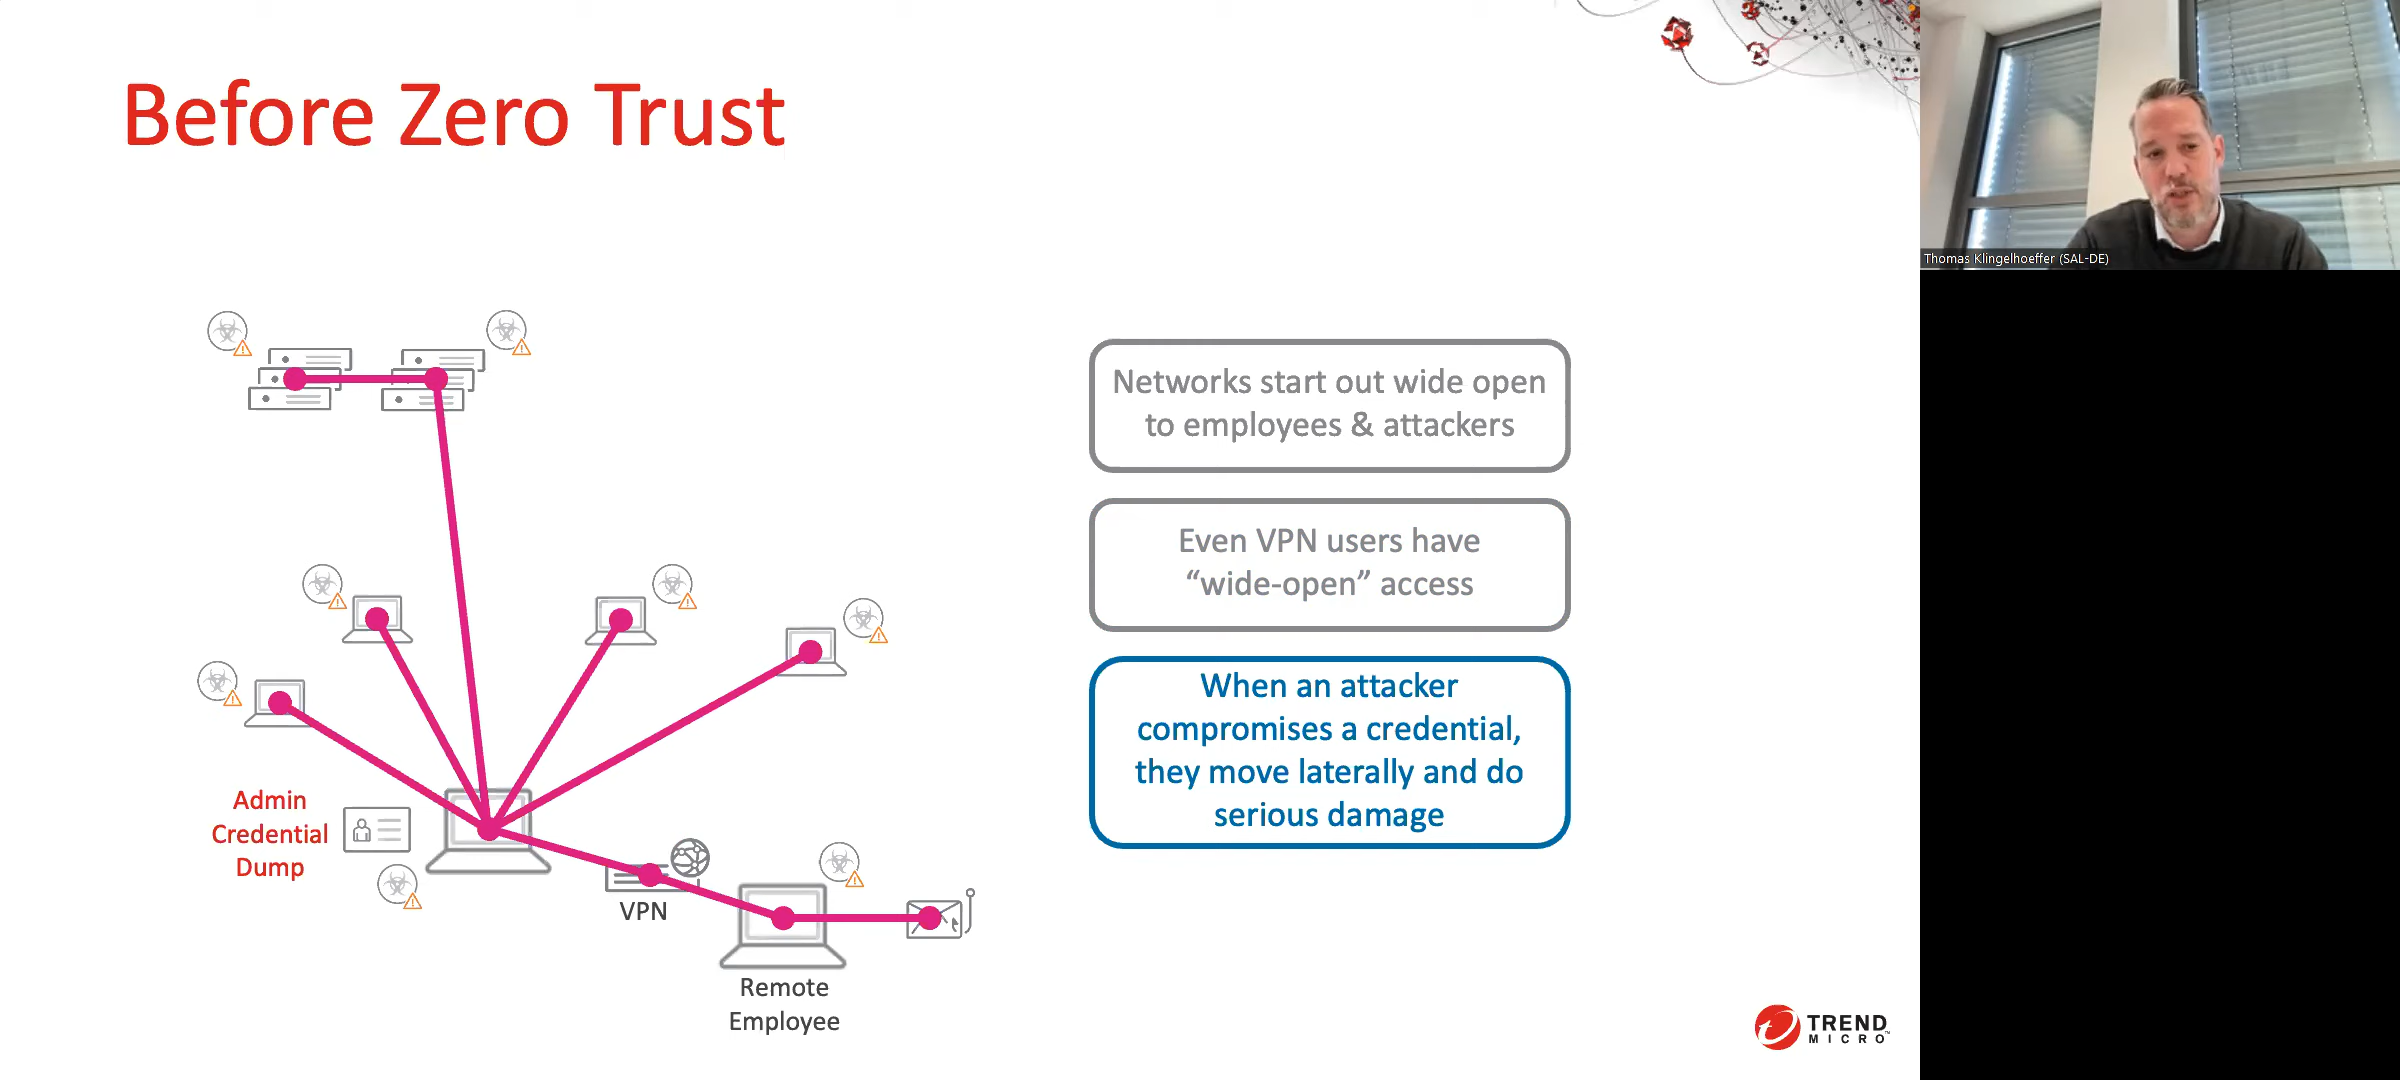 Before Zero Trust
Networks start out wide open
to employees & attackers
Even VPN users have
“wide-open” access
When an attacker
compromises a credential,
they move laterally and do
serious damage
Admin
Credential
Dump
VPN
Remote
Employee
TREND
MICRO
Thomas Klingelhoeffer (SAL-DE)